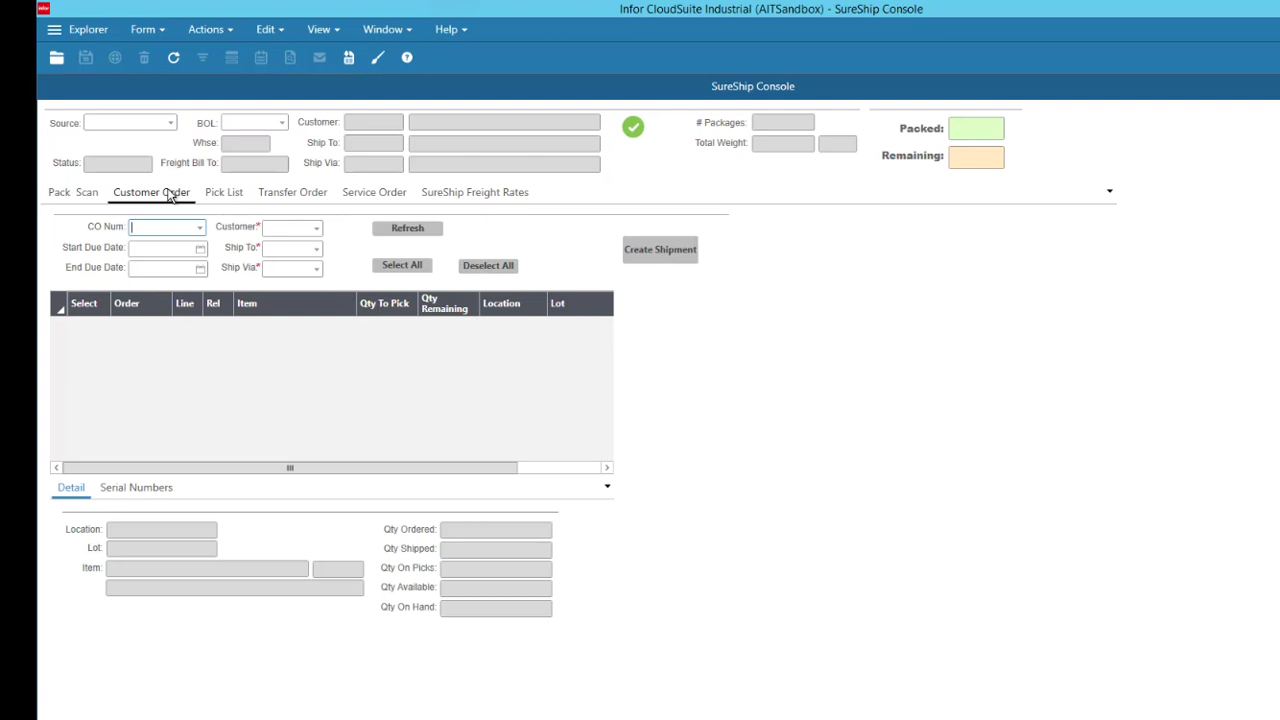 infor
Infor CloudSuite Industrial (AITSandbox) - SureShip Console
Explorer Form Actions Edit View Window Help
SureShip Console
Source: BOL: Customer: # Packages: Packed:
Whse: Ship To: Total Weight: Remaining:
Status: Freight Bill To: Ship Via:
Pack Scan Customer Order Pick List Transfer Order Service Order SureShip Freight Rates
CO Num: Customer:* Refresh
Start Due Date: Ship To:* Create Shipment
End Due Date: Ship Via:* Select All Deselect All
Select Order Line Rel Item Qty To Pick Qty Remaining Location Lot
Detail Serial Numbers
Location: Qty Ordered:
Lot: Qty Shipped:
Item: Qty On Picks:
Qty Available:
Qty On Hand: